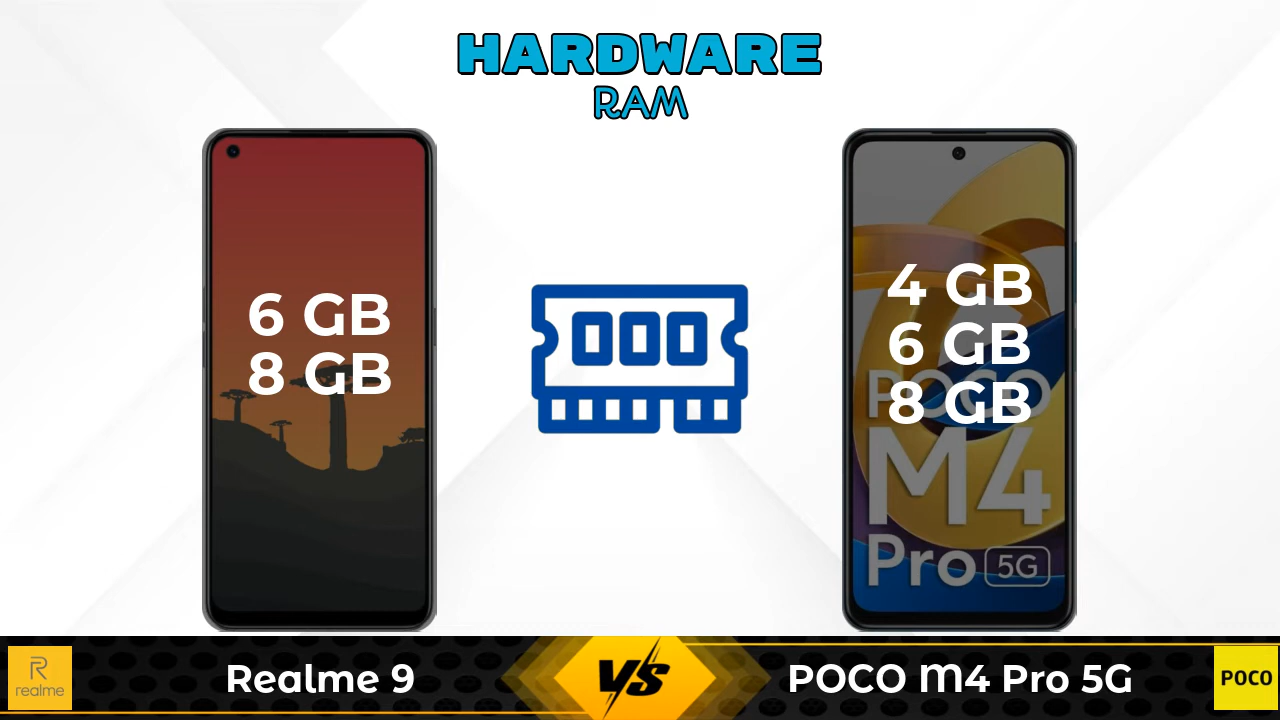 HARDWARE
RAM
6 GB
8 GB
4 GB
6 GB
8 GB
POCO
M4
Pro 5G
R
realme
Realme 9
VS
POCO M4 Pro 5G
POCO